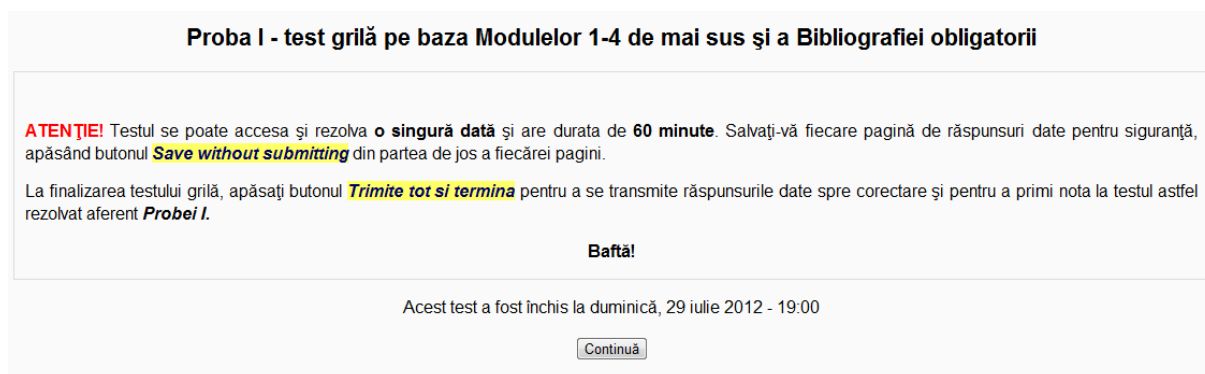 Proba I - test grilă pe baza Modulelor 1-4 de mai sus şi a Bibliografiei obligatorii
ATENŢIE! Testul se poate accesa şi rezolva o singură dată şi are durata de 60 minute. Salvaţi-vă fiecare pagină de răspunsuri date pentru siguranţă,
apăsând butonul Save without submitting din partea de jos a fiecărei pagini.
La finalizarea testului grilă, apăsaţi butonul Trimite tot si termina pentru a se transmite răspunsurile date spre corectare şi pentru a primi nota la testul astfel
rezolvat aferent Probei I.
Baftă!
Acest test a fost închis la duminică, 29 iulie 2012 - 19:00
Continuă